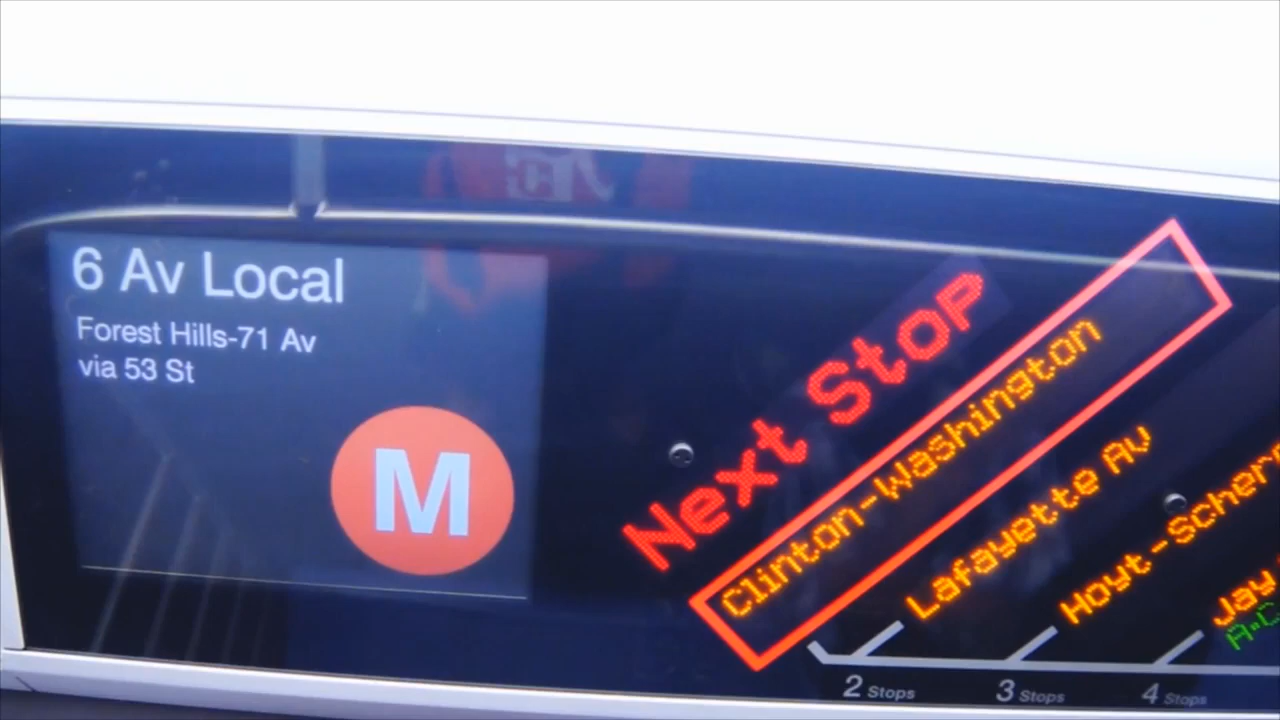 6 Av Local
Forest Hills-71 Av
via 53 St
M
Next Stop
Clinton-Washington
Lafayette Av
Hoyt-Scherm
Jay
A•C
2 Stops
3 Stops
4 Stops